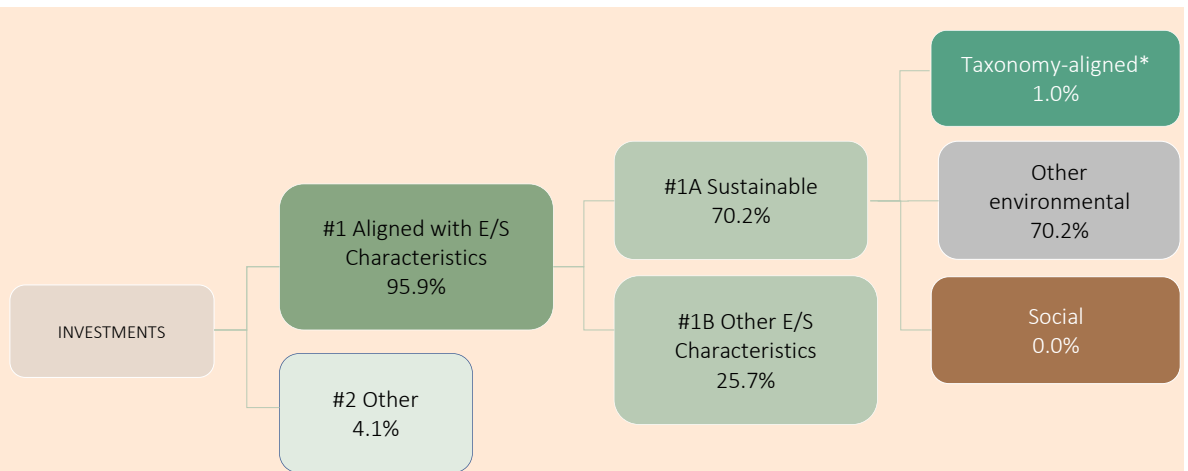 INVESTMENTS
#1 Aligned with E/S
Characteristics
95.9%
#2 Other
4.1%
#1A Sustainable
70.2%
#1B Other E/S
Characteristics
25.7%
Taxonomy-aligned*
1.0%
Other
environmental
70.2%
Social
0.0%